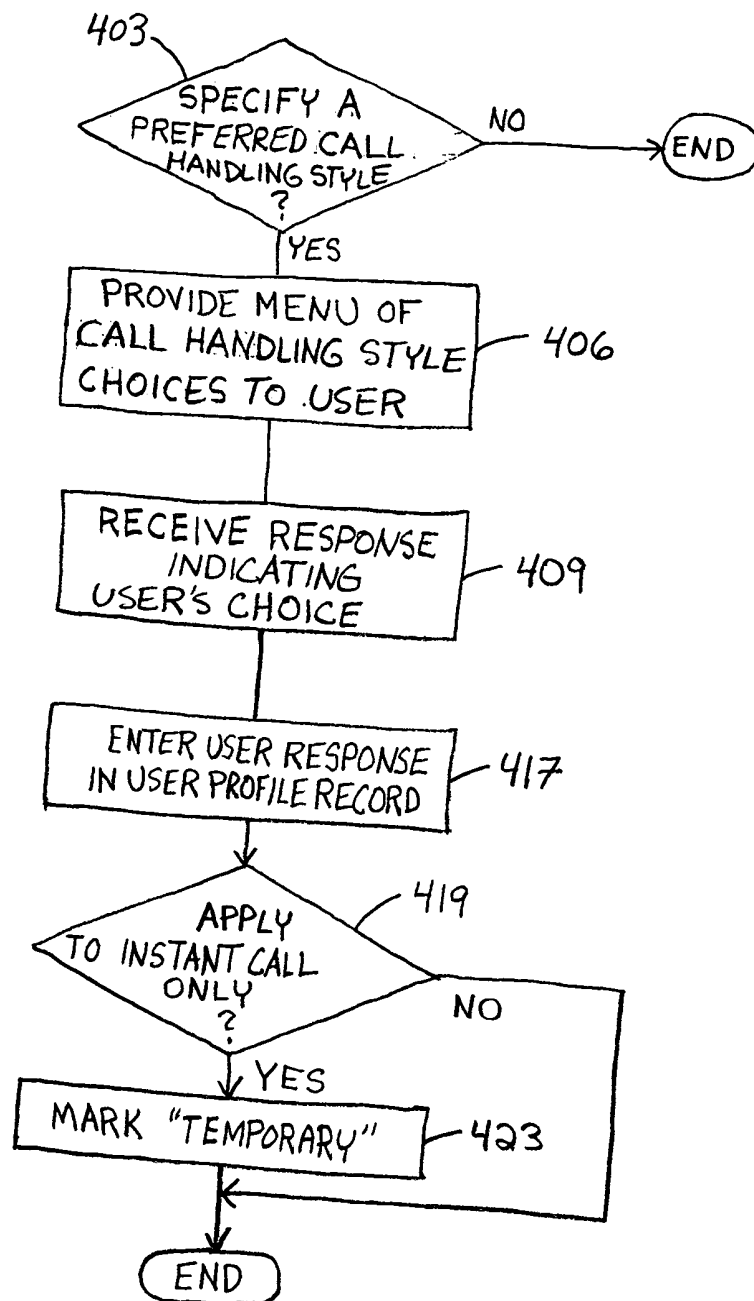 403
SPECIFY A
PREFERRED CALL
HANDLING STYLE
?
NO
END
YES
PROVIDE MENU OF
CALL HANDLING STYLE
CHOICES TO USER
406
RECEIVE RESPONSE
INDICATING
USER'S CHOICE
409
ENTER USER RESPONSE
IN USER PROFILE RECORD
417
419
APPLY
TO INSTANT CALL
ONLY
?
NO
YES
MARK "TEMPORARY"
423
END